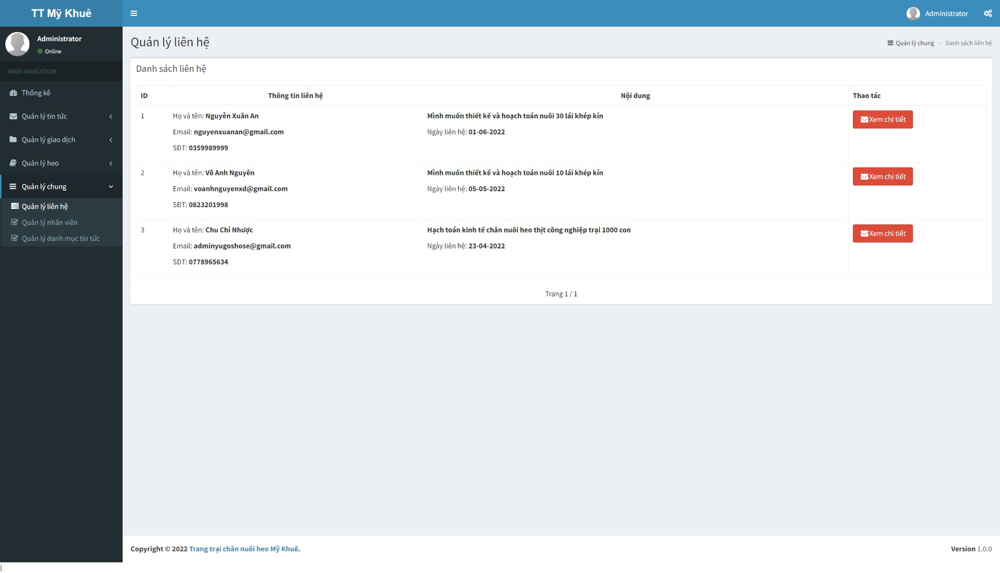 TT Mỹ Khuê
Administrator
Administrator
Online
MAIN NAVIGATION
Thống kê
Quản lý tin tức
Quản lý giao dịch
Quản lý heo
Quản lý chung
Quản lý liên hệ
Quản lý nhân viên
Quản lý danh mục tin tức
Quản lý liên hệ
Quản lý chung > Danh sách liên hệ
Danh sách liên hệ
ID Thông tin liên hệ Nội dung Thao tác
1 Họ và tên: Nguyễn Xuân An Mình muốn thiết kế và hoạch toán nuôi 30 lái khép kín Xem chi tiết
Email: nguyenxuanan@gmail.com Ngày liên hệ: 01-06-2022
SĐT: 0359989999
2 Họ và tên: Võ Anh Nguyên Mình muốn thiết kế và hoạch toán nuôi 10 lái khép kín Xem chi tiết
Email: voanhnguyenxd@gmail.com Ngày liên hệ: 05-05-2022
SĐT: 0823201998
3 Họ và tên: Chu Chỉ Nhược Hạch toán kinh tế chăn nuôi heo thịt công nghiệp trại 1000 con Xem chi tiết
Email: adminyugoshose@gmail.com Ngày liên hệ: 23-04-2022
SĐT: 0778965634
Trang 1 / 1
Copyright © 2022 Trang trại chăn nuôi heo Mỹ Khuê. Version 1.0.0
{